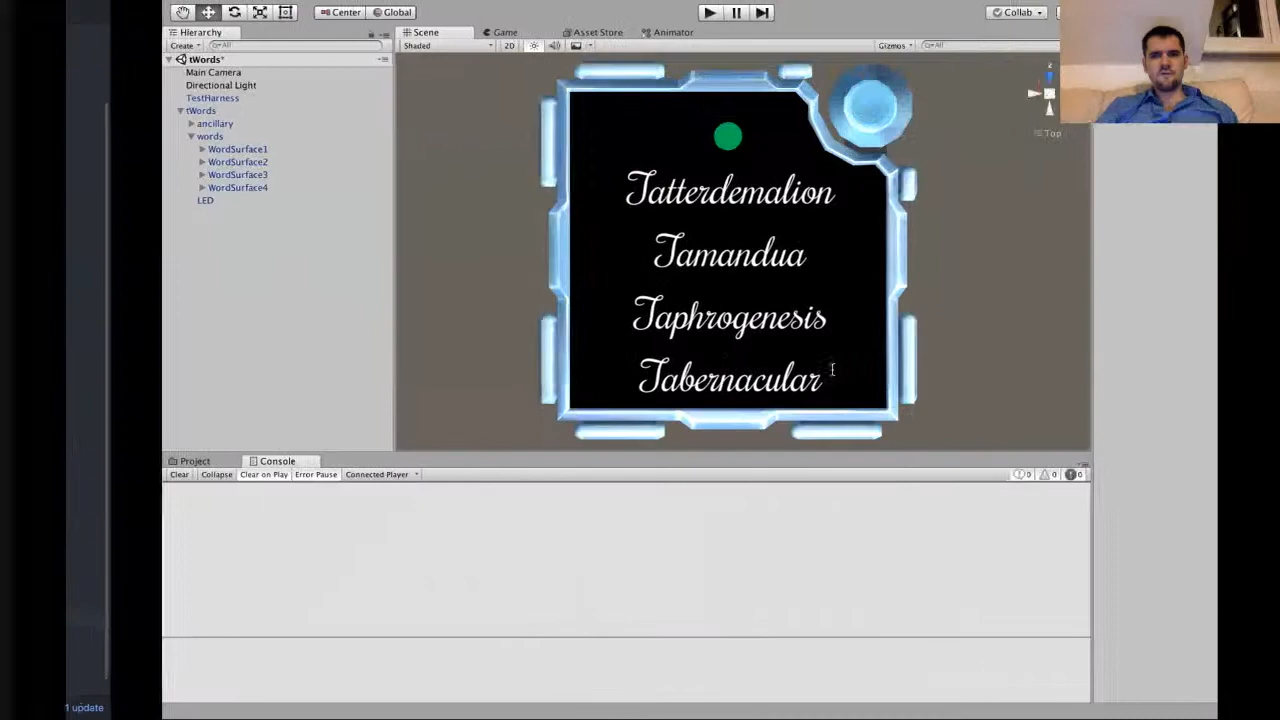 Center
Global
Collab
Hierarchy
Scene
Game
Asset Store
Animator
Create
All
Shaded
2D
Gizmos
All
tWords*
Main Camera
Directional Light
TestHarness
tWords
ancillary
words
WordSurface1
WordSurface2
WordSurface3
WordSurface4
LED
z
Top
Tatterdemalion
Tamandua
Taphrogenesis
Tabernacular
Project
Console
Clear
Collapse
Clear on Play
Error Pause
Connected Player
0
0
0
1 update